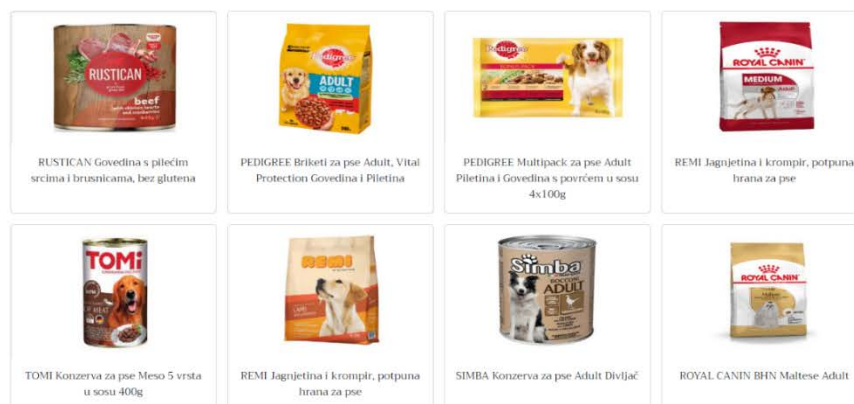 RUSTICAN
beef
Pedigree
ADULT
Pedigree
ROYAL CANIN
MEDIUM
RUSTICAN Govedina s pilećim
srcima i brusnicama, bez glutena
PEDIGREE Briketi za pse Adult, Vital
Protection Govedina i Piletina
PEDIGREE Multipack za pse Adult
Piletina i Govedina s povrćem u sosu
4x100g
REMI Jagnjetina i krompir, potpuna
hrana za pse
TOMi
REMI
Simba
ADULT
ROYAL CANIN
TOMI Konzerva za pse Meso 5 vrsta
u sosu 400g
REMI Jagnjetina i krompir, potpuna
hrana za pse
SIMBA Konzerva za pse Adult Divljač
ROYAL CANIN BHN Maltese Adult